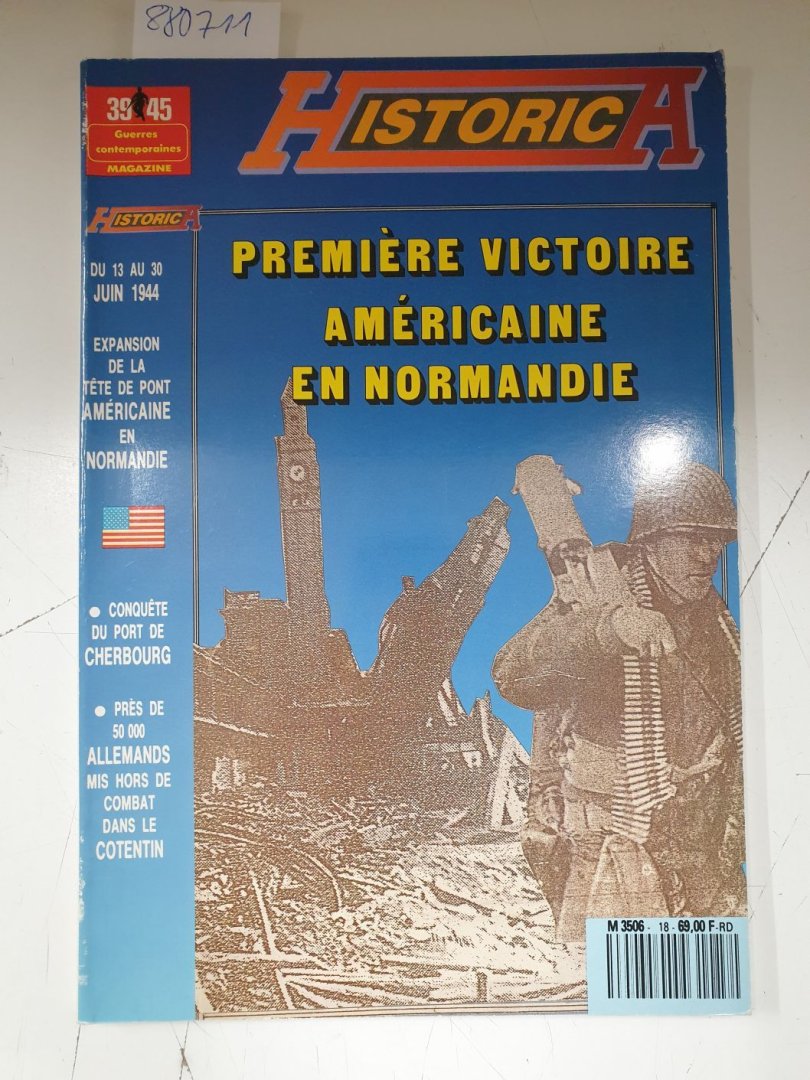 880711
39 45
Guerres
contemporaines
MAGAZINE
HISTORICA
HISTORICA
DU 13 AU 30
JUIN 1944
EXPANSION
DE LA
TÊTE DE PONT
AMÉRICAINE
EN
NORMANDIE
● CONQUÊTE
DU PORT DE
CHERBOURG
● PRÈS DE
50 000
ALLEMANDS
MIS HORS DE
COMBAT
DANS LE
COTENTIN
PREMIÈRE VICTOIRE
AMÉRICAINE
EN NORMANDIE
M 3506 - 18 - 69,00 F-RD